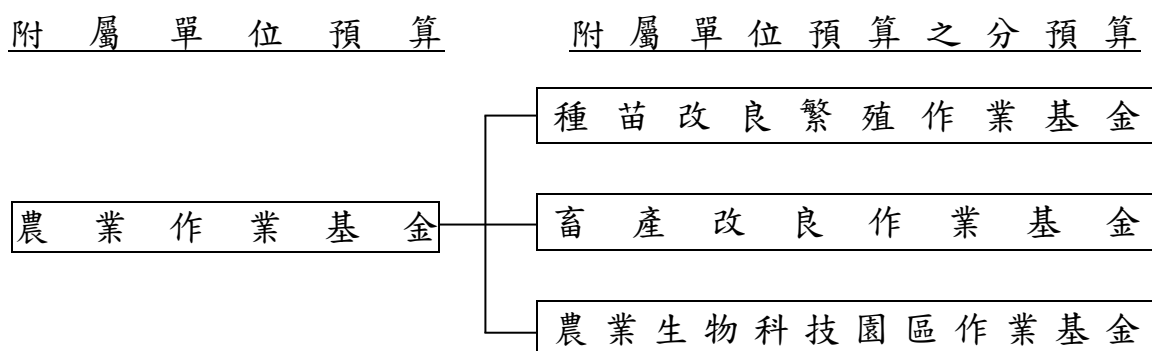 附屬單位預算
附屬單位預算之分預算
種苗改良繁殖作業基金
農業作業基金
畜產改良作業基金
農業生物科技園區作業基金